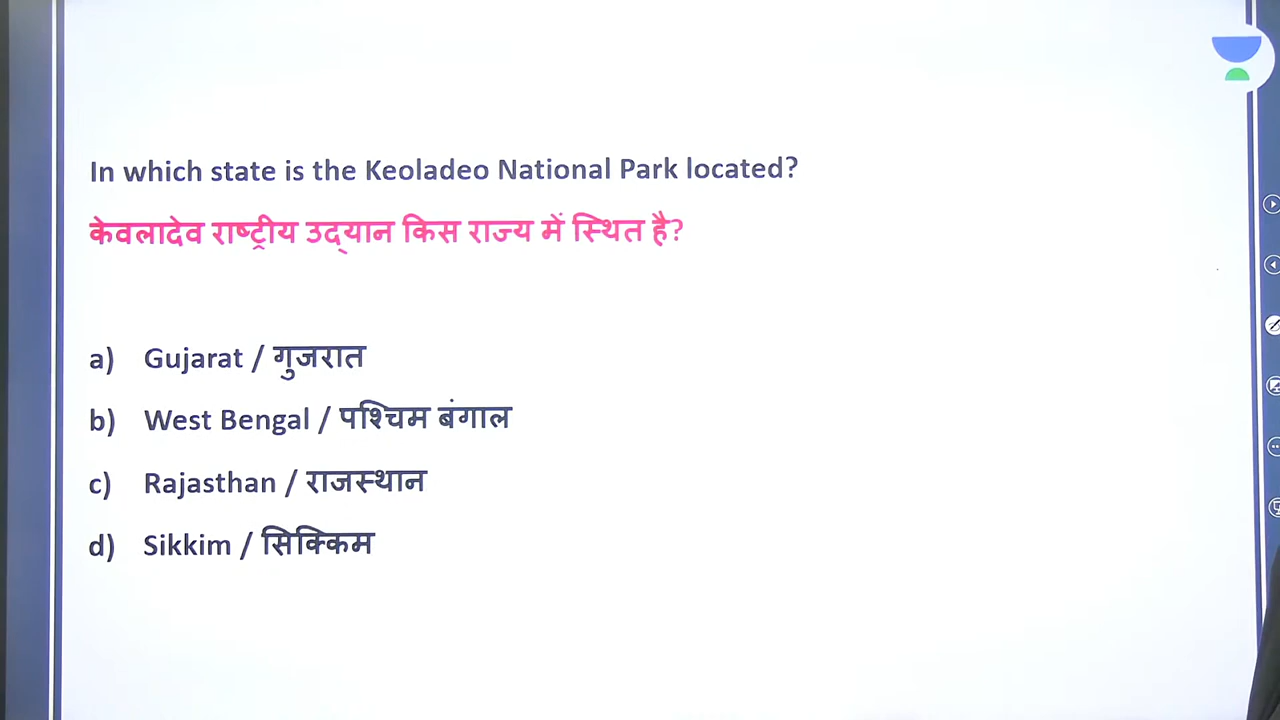 In which state is the Keoladeo National Park located?
केवलादेव राष्ट्रीय उद्यान किस राज्य में स्थित है?
a) Gujarat / गुजरात
b) West Bengal / पश्चिम बंगाल
c) Rajasthan / राजस्थान
d) Sikkim / सिक्किम